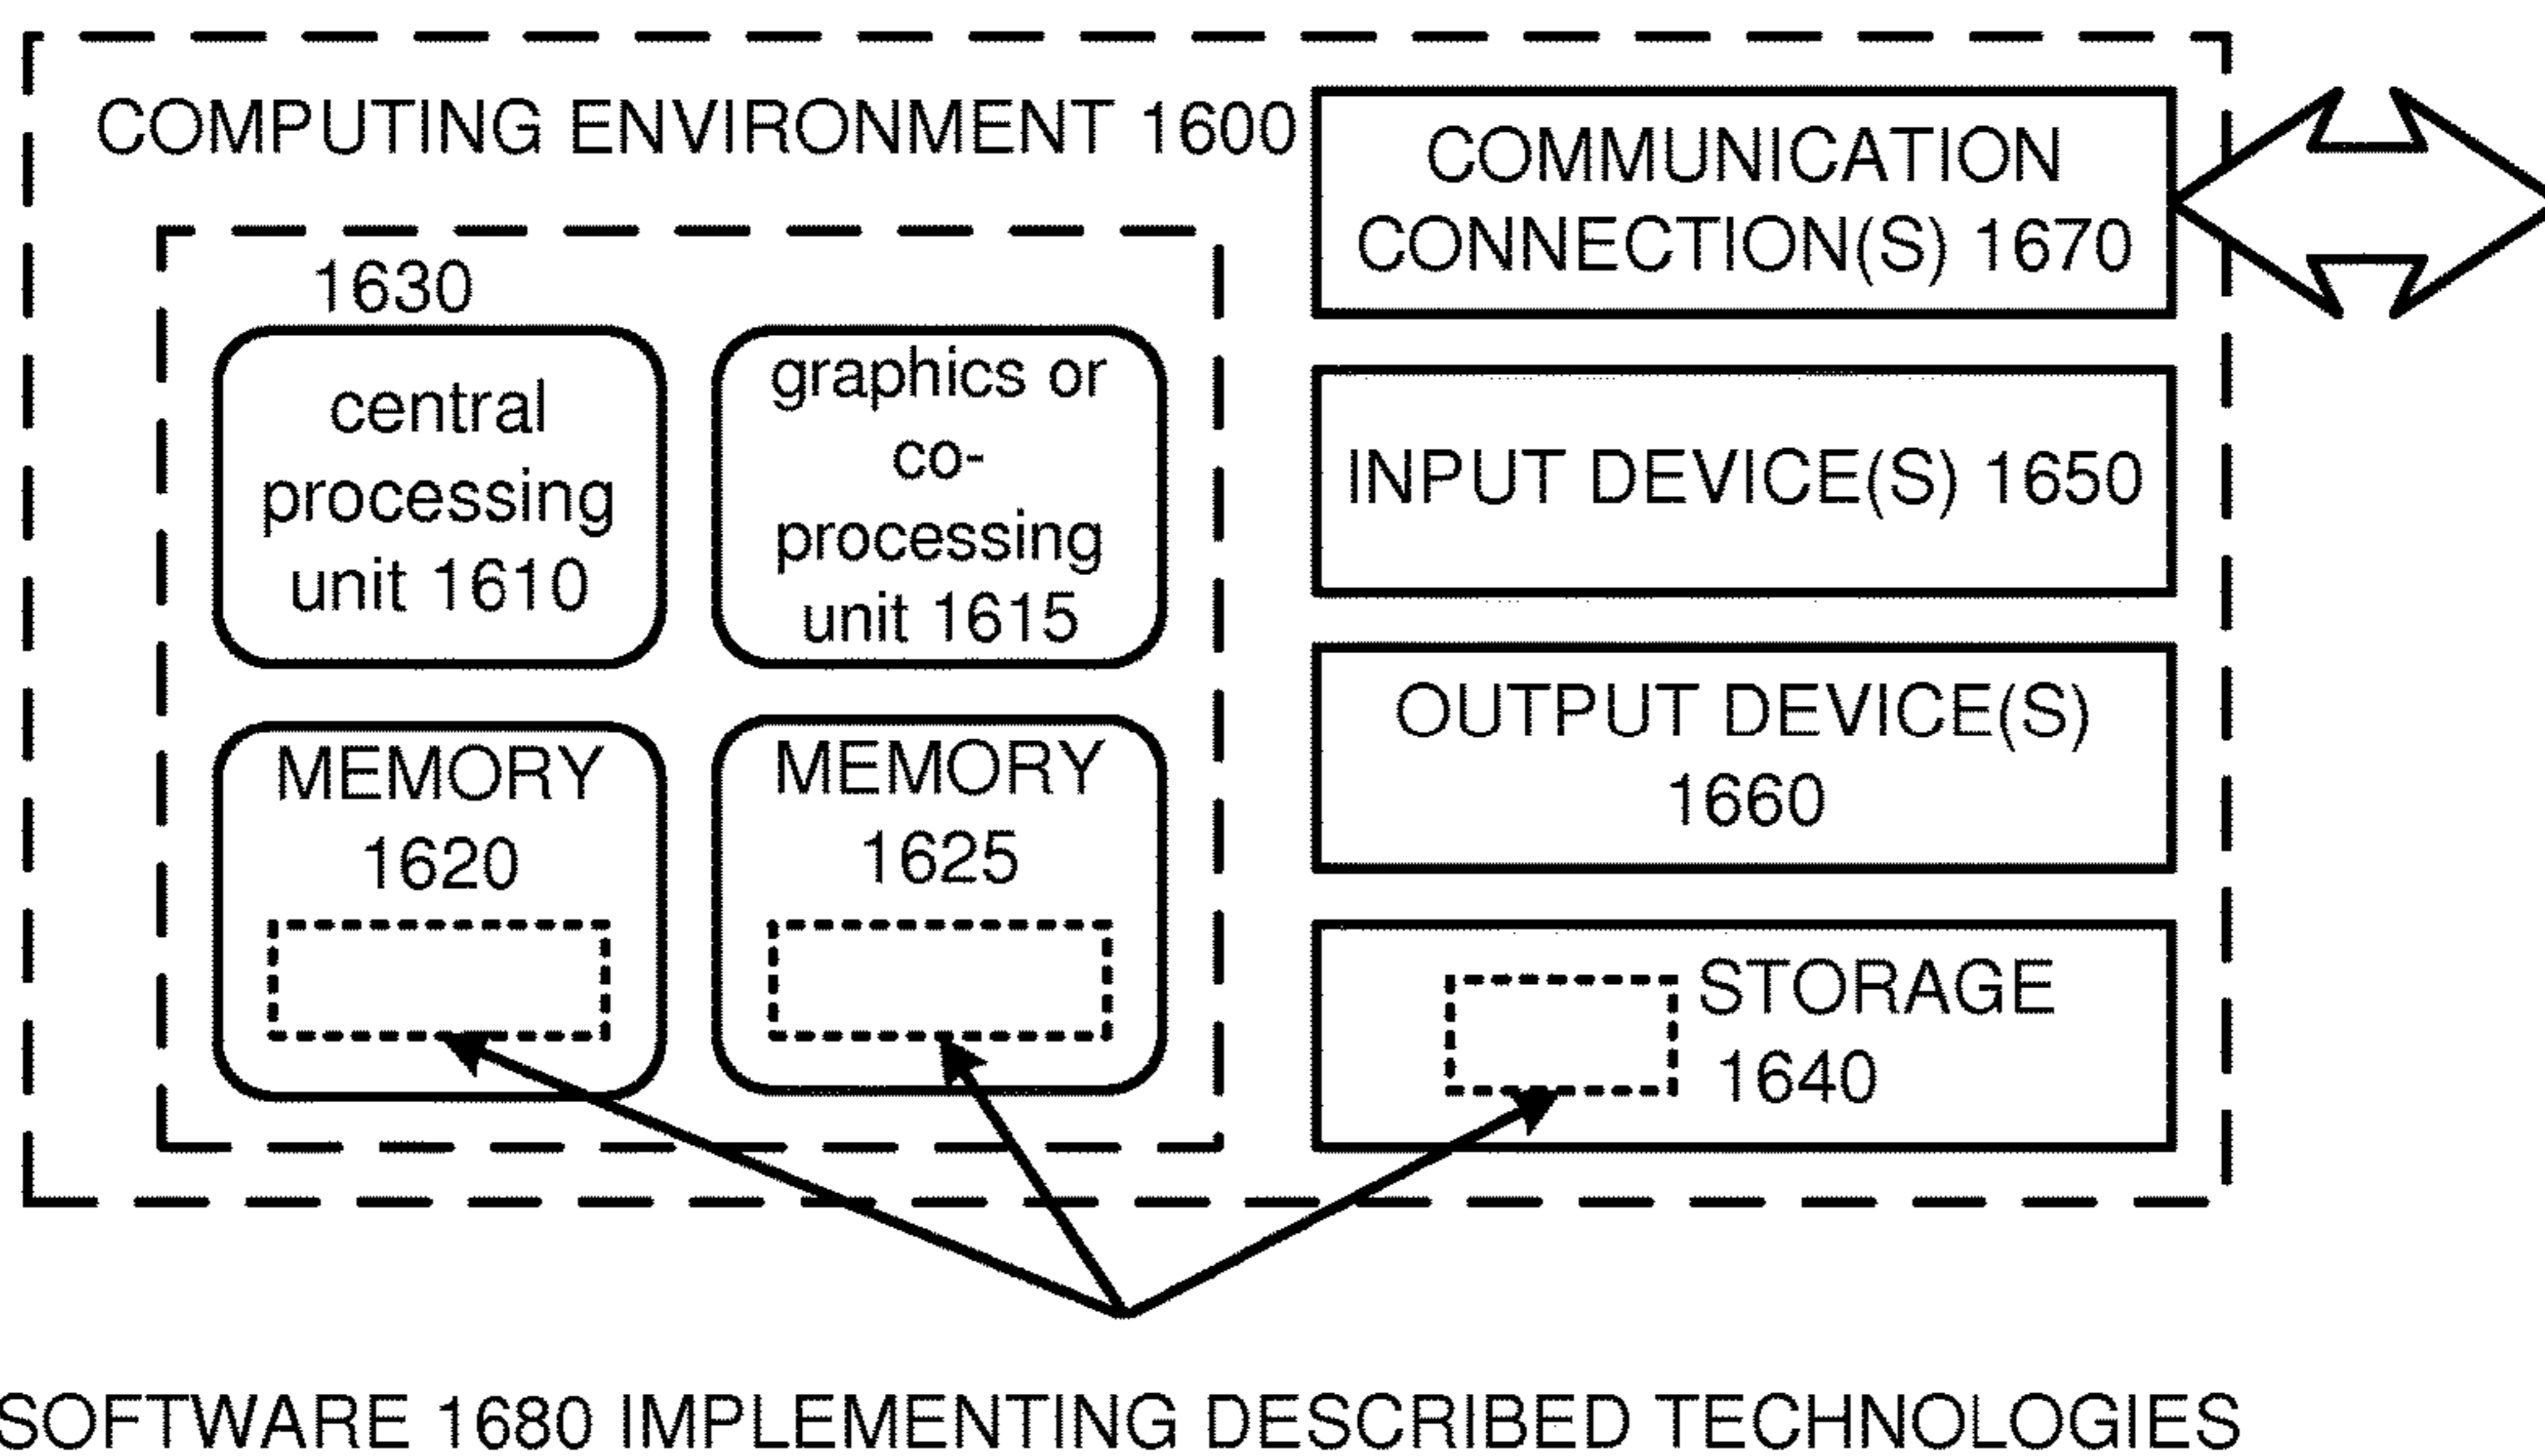 COMPUTING ENVIRONMENT 1600
1630
central
processing
unit 1610
graphics or
co-
processing
unit 1615
MEMORY
1620
MEMORY
1625
COMMUNICATION
CONNECTION(S) 1670
INPUT DEVICE(S) 1650
OUTPUT DEVICE(S)
1660
STORAGE
1640
SOFTWARE 1680 IMPLEMENTING DESCRIBED TECHNOLOGIES